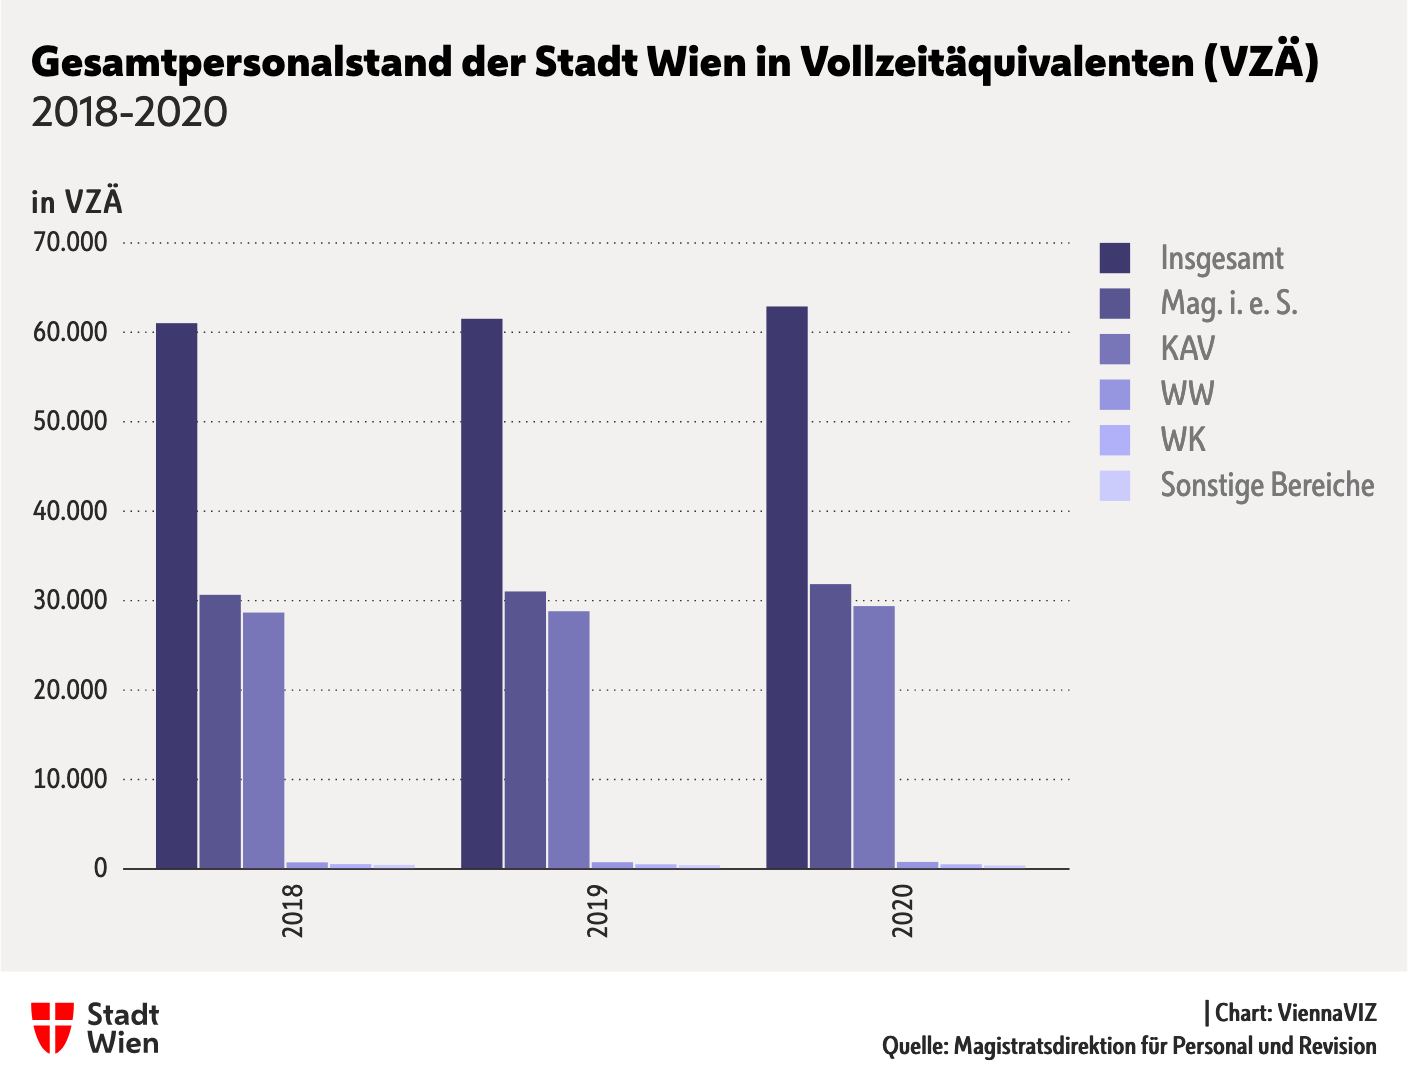 Gesamtpersonalstand der Stadt Wien in Vollzeitäquivalenten (VZÄ)
2018-2020
in VZÄ
70.000
60.000
50.000
40.000
30.000
20.000
10.000
0
2018
2019
2020
Insgesamt
Mag. i. e. S.
KAV
WW
WK
Sonstige Bereiche
Stadt
Wien
| Chart: ViennaVIZ
Quelle: Magistratsdirektion für Personal und Revision